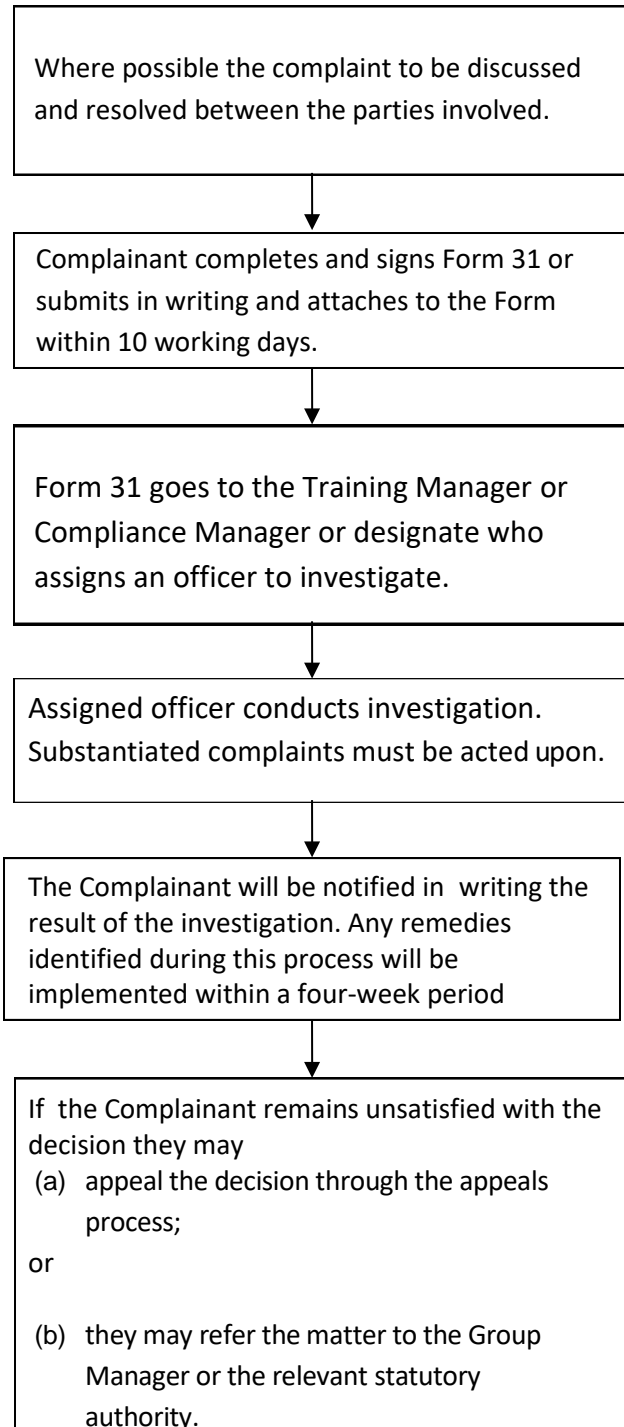 Where possible the complaint to be discussed
and resolved between the parties involved.
Complainant completes and signs Form 31 or
submits in writing and attaches to the Form
within 10 working days.
Form 31 goes to the Training Manager or
Compliance Manager or designate who
assigns an officer to investigate.
Assigned officer conducts investigation.
Substantiated complaints must be acted upon.
The Complainant will be notified in writing the
result of the investigation. Any remedies
identified during this process will be
implemented within a four-week period
If the Complainant remains unsatisfied with the
decision they may
(a) appeal the decision through the appeals
process;
or
(b) they may refer the matter to the Group
Manager or the relevant statutory
authority.